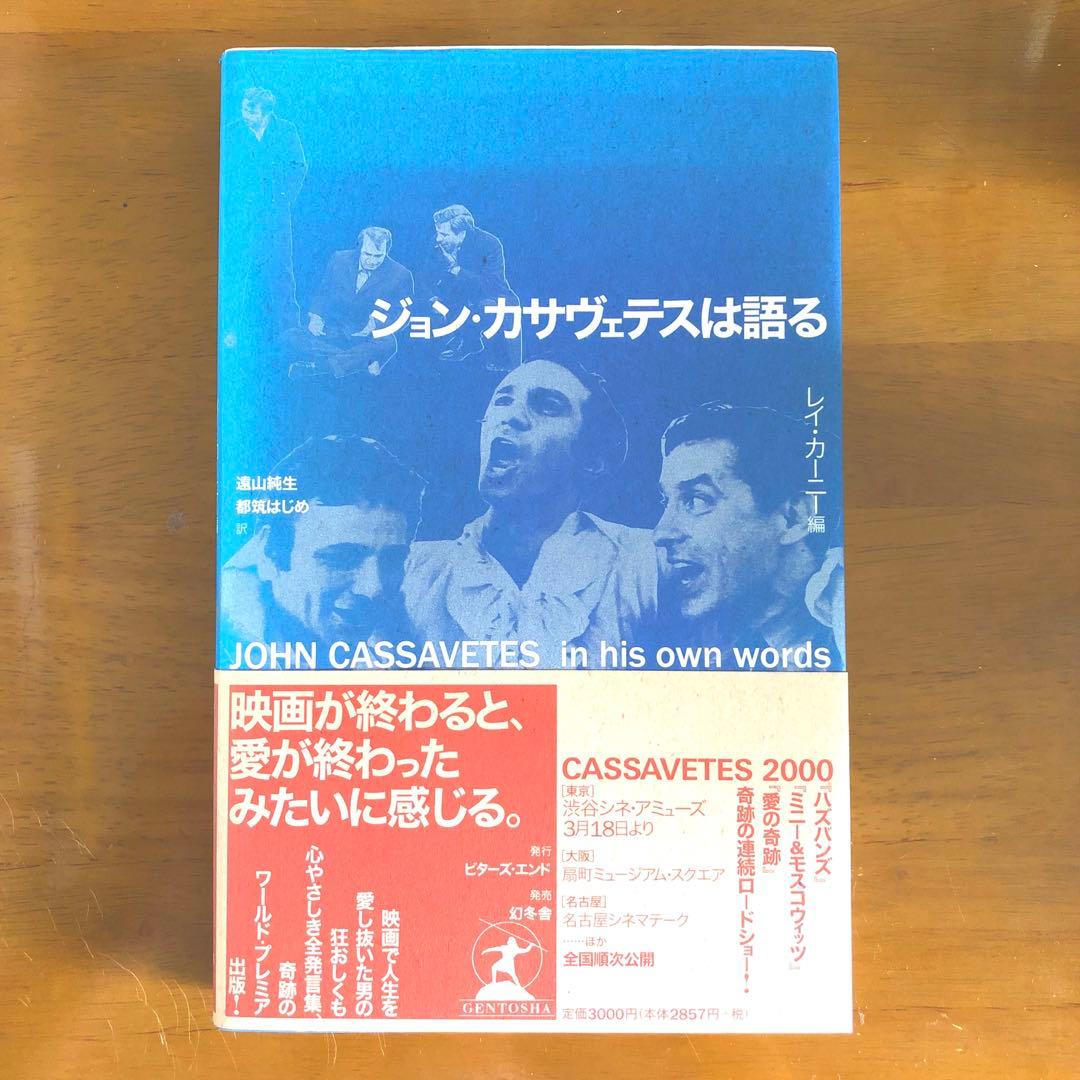 ジョン・カサヴェテスは語る
レイ・カーニー編
遠山純生
都筑はじめ
訳
JOHN CASSAVETES in his own words
映画が終わると、
愛が終わった
みたいに感じる。
発行
ビターズ・エンド
発売
幻冬舎
GENTOSHA
映画で人生を
愛し抜いた男の
狂おしくも
心やさしき全発言集、
奇跡の
ワールド・プレミア
出版!
CASSAVETES 2000
[東京]
渋谷シネ・アミューズ
3月18日より
[大阪]
扇町ミュージアム・スクエア
[名古屋]
名古屋シネマテーク
……ほか
全国順次公開
『ハズバンズ』
『ミニー&モスコウィッツ』
『愛の奇跡』
奇跡の連続ロードショー!
定価3000円(本体2857円・税)